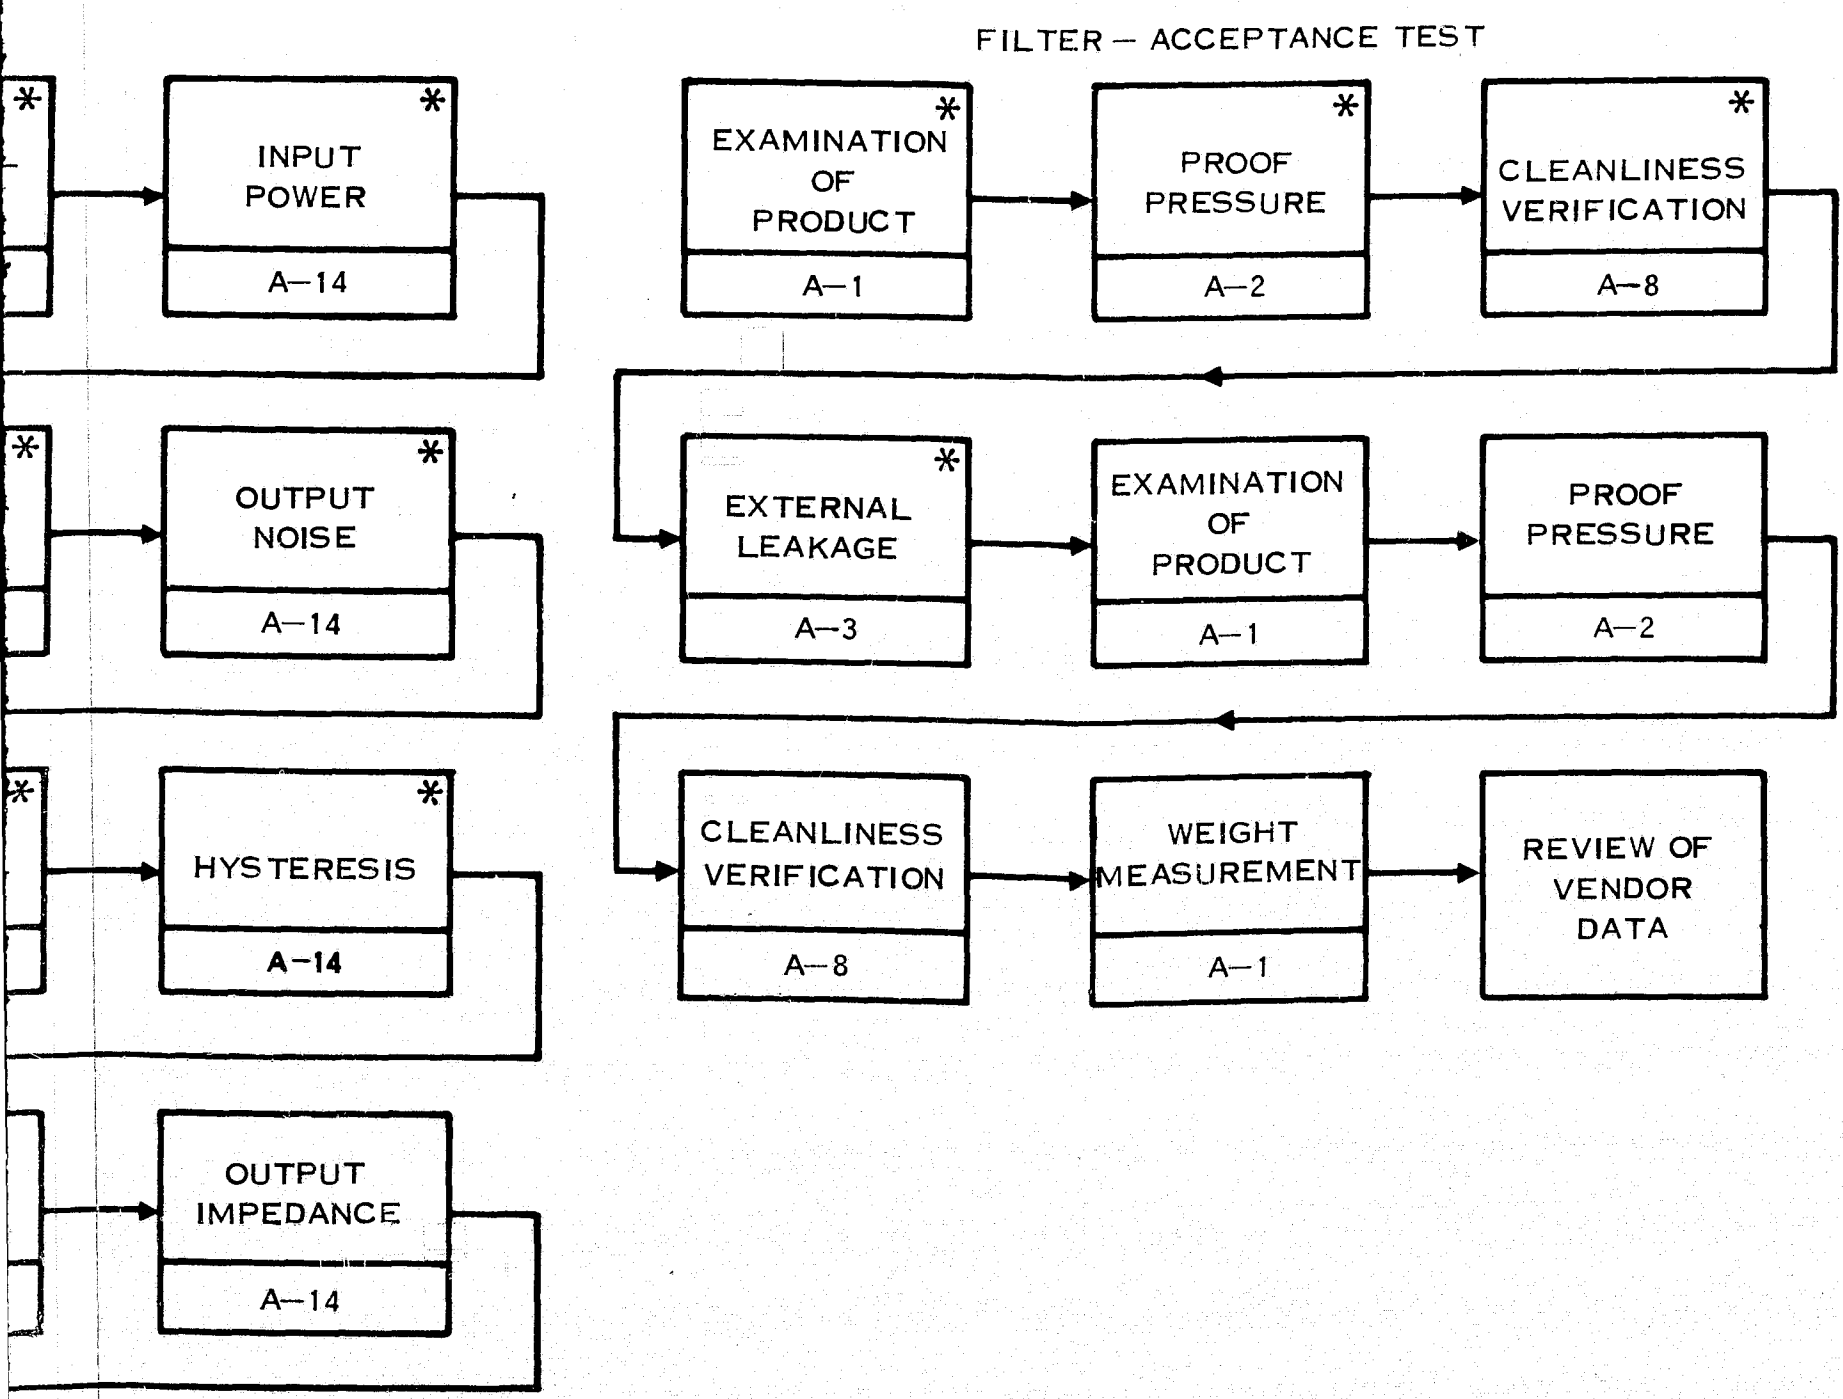 FILTER — ACCEPTANCE TEST
*
*
INPUT
POWER
A—14
*
OUTPUT
NOISE
A—14
*
*
HYSTERESIS
A—14
*
*
OUTPUT
IMPEDANCE
A—14
*
EXAMINATION
OF
PRODUCT
A—1
*
PROOF
PRESSURE
A—2
*
CLEANLINESS
VERIFICATION
A—8
*
EXTERNAL
LEAKAGE
A—3
EXAMINATION
OF
PRODUCT
A—1
PROOF
PRESSURE
A—2
CLEANLINESS
VERIFICATION
A—8
WEIGHT
MEASUREMENT
A—1
REVIEW OF
VENDOR
DATA